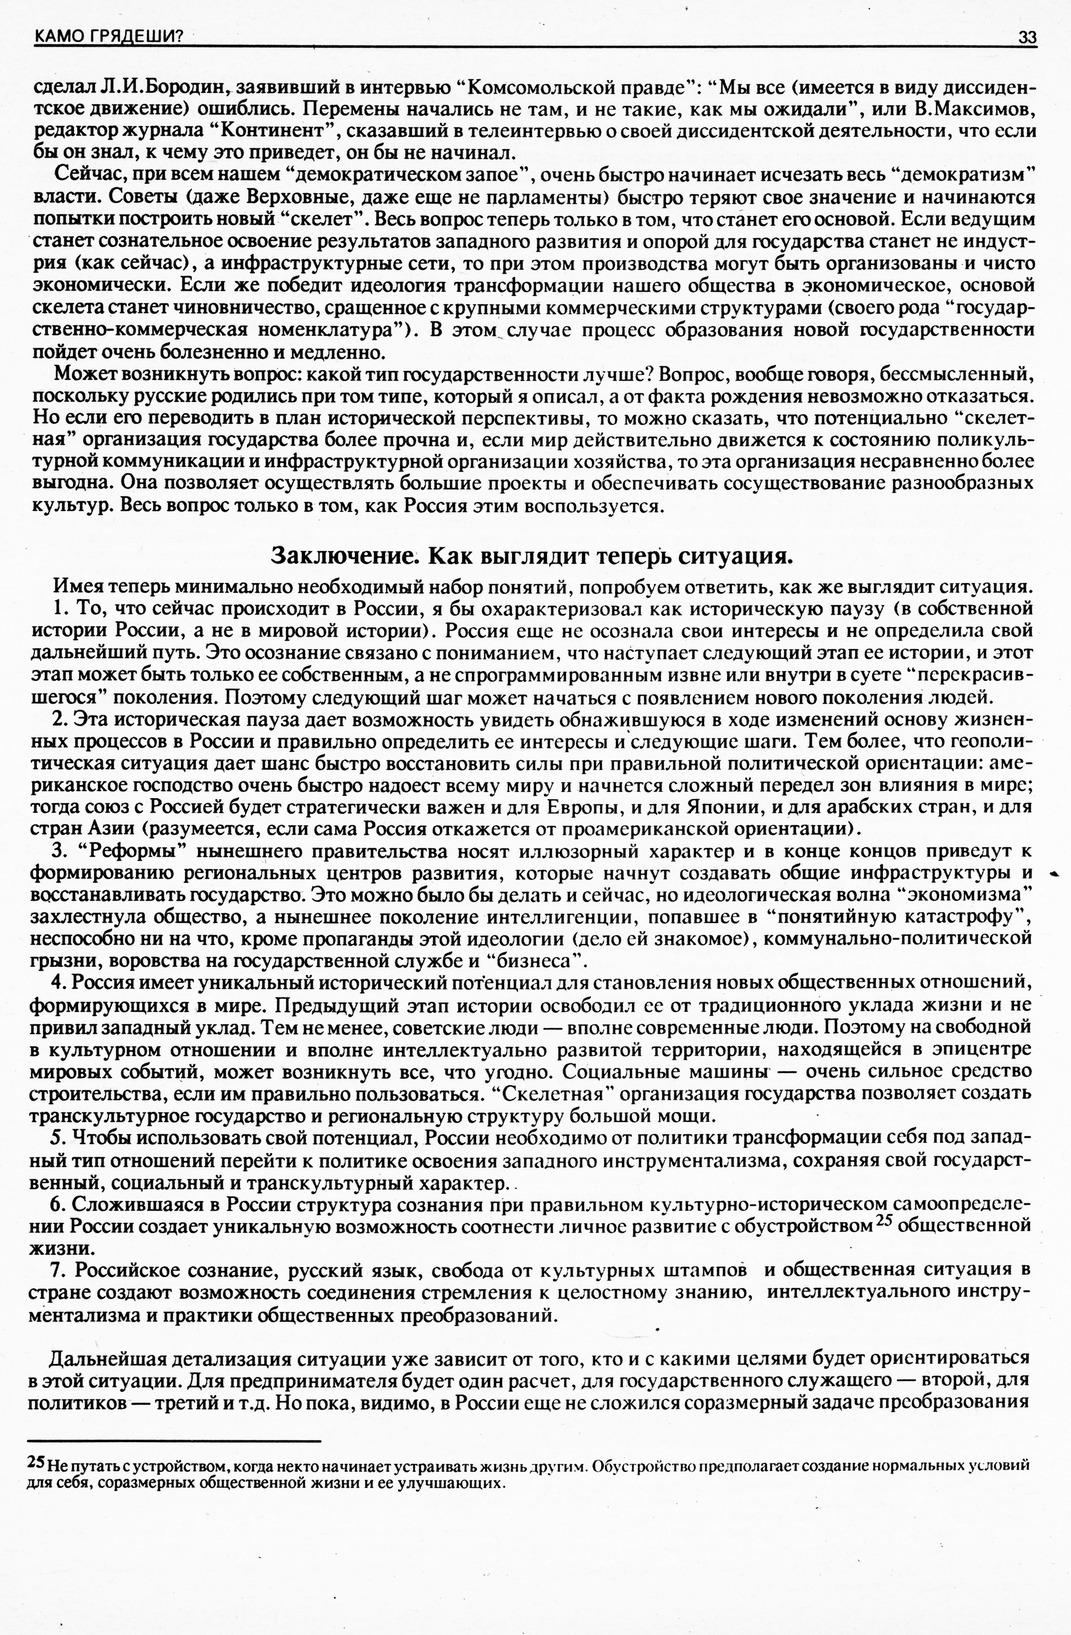 КАМО ГРЯДЕШИ? 33
сделал Л.И.Бородин, заявивший в интервью “Комсомольской правде”: “Мы все (имеется в виду диссиден-
тское движение) ошиблись. Перемены начались не там, и не такие, как мы ожидали”, или В.Максимов,
редактор журнала “Континент”, сказавший в телеинтервью о своей диссидентской деятельности, что если
бы он знал, к чему это приведет, он бы не начинал.
Сейчас, при всем нашем “демократическом запое”, очень быстро начинает исчезать весь “демократизм”
власти. Советы (даже Верховные, даже еще не парламенты) быстро теряют свое значение и начинаются
попытки построить новый “скелет”. Весь вопрос теперь только в том, что станет его основой. Если ведущим
станет сознательное освоение результатов западного развития и опорой для государства станет не индуст-
рия (как сейчас), а инфраструктурные сети, то при этом производства могут быть организованы и чисто
экономически. Если же победит идеология трансформации нашего общества в экономическое, основой
скелета станет чиновничество, сращенное с крупными коммерческими структурами (своего рода “государ-
ственно-коммерческая номенклатура”). В этом случае процесс образования новой государственности
пойдет очень болезненно и медленно.
Может возникнуть вопрос: какой тип государственности лучше? Вопрос, вообще говоря, бессмысленный,
поскольку русские родились при том типе, который я описал, а от факта рождения невозможно отказаться.
Но если его переводить в план исторической перспективы, то можно сказать, что потенциально “скелет-
ная” организация государства более прочна и, если мир действительно движется к состоянию поликуль-
турной коммуникации и инфраструктурной организации хозяйства, то эта организация несравненно более
выгодна. Она позволяет осуществлять большие проекты и обеспечивать сосуществование разнообразных
культур. Весь вопрос только в том, как Россия этим воспользуется.
Заключение. Как выглядит теперь ситуация.
Имея теперь минимально необходимый набор понятий, попробуем ответить, как же выглядит ситуация.
1. То, что сейчас происходит в России, я бы охарактеризовал как историческую паузу (в собственной
истории России, а не в мировой истории). Россия еще не осознала свои интересы и не определила свой
дальнейший путь. Это осознание связано с пониманием, что наступает следующий этап ее истории, и этот
этап может быть только ее собственным, а не спрограммированным извне или внутри в суете “перекрасив-
шегося” поколения. Поэтому следующий шаг может начаться с появлением нового поколения людей.
2. Эта историческая пауза дает возможность увидеть обнажившуюся в ходе изменений основу жизнен-
ных процессов в России и правильно определить ее интересы и следующие шаги. Тем более, что геополи-
тическая ситуация дает шанс быстро восстановить силы при правильной политической ориентации: аме-
риканское господство очень быстро надоест всему миру и начнется сложный передел зон влияния в мире;
тогда союз с Россией будет стратегически важен и для Европы, и для Японии, и для арабских стран, и для
стран Азии (разумеется, если сама Россия откажется от проамериканской ориентации).
3. “Реформы” нынешнего правительства носят иллюзорный характер и в конце концов приведут к
формированию региональных центров развития, которые начнут создавать общие инфраструктуры и
восстанавливать государство. Это можно было бы делать и сейчас, но идеологическая волна “экономизма”
захлестнула общество, а нынешнее поколение интеллигенции, попавшее в “понятийную катастрофу”,
неспособно ни на что, кроме пропаганды этой идеологии (дело ей знакомое), коммунально-политической
грызни, воровства на государственной службе и “бизнеса”.
4. Россия имеет уникальный исторический потенциал для становления новых общественных отношений,
формирующихся в мире. Предыдущий этап истории освободил ее от традиционного уклада жизни и не
привил западный уклад. Тем не менее, советские люди — вполне современные люди. Поэтому на свободной
в культурном отношении и вполне интеллектуально развитой территории, находящейся в эпицентре
мировых событий, может возникнуть все, что угодно. Социальные машины — очень сильное средство
строительства, если им правильно пользоваться. “Скелетная” организация государства позволяет создать
транскультурное государство и региональную структуру большой мощи.
5. Чтобы использовать свой потенциал, России необходимо от политики трансформации себя под запад-
ный тип отношений перейти к политике освоения западного инструментализма, сохраняя свой государст-
венный, социальный и транскультурный характер.
6. Сложившаяся в России структура сознания при правильном культурно-историческом самоопределе-
нии России создает уникальную возможность соотнести личное развитие с обустройством25 общественной
жизни.
7. Российское сознание, русский язык, свобода от культурных штампов и общественная ситуация в
стране создают возможность соединения стремления к целостному знанию, интеллектуального инстру-
ментализма и практики общественных преобразований.
Дальнейшая детализация ситуации уже зависит от того, кто и с какими целями будет ориентироваться
в этой ситуации. Для предпринимателя будет один расчет, для государственного служащего — второй, для
политиков — третий и т.д. Но пока, видимо, в России еще не сложился соразмерный задаче преобразования
25 Не путать с устройством, когда некто начинает устраивать жизнь другим. Обустройство предполагает создание нормальных условий
для себя, соразмерных общественной жизни и ее улучшающих.